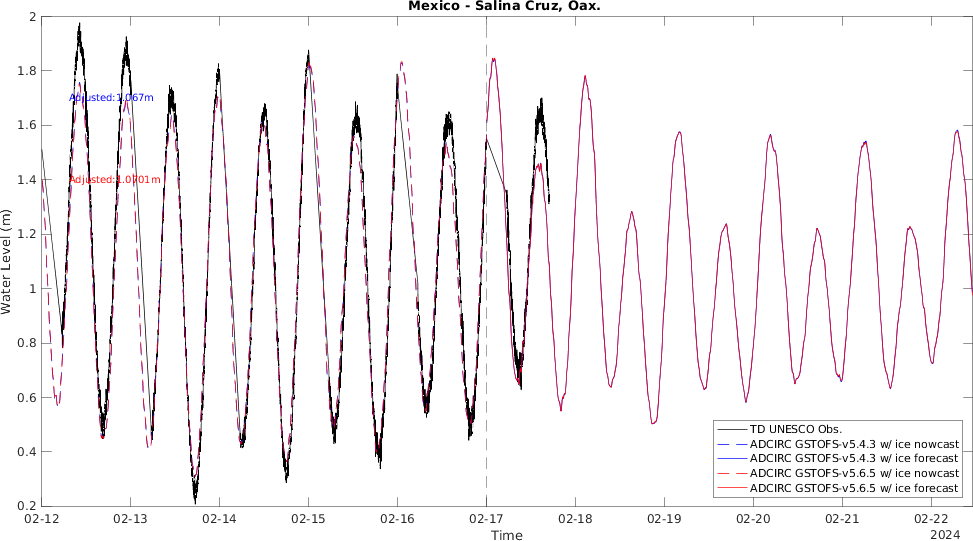 Mexico - Salina Cruz, Oax.
2
1.8
1.6
1.4
1.2
1
0.8
0.6
0.4
0.2
Water Level (m)
Adjusted:1.067m
Adjusted:1.0701m
TD UNESCO Obs.
ADCIRC GSTOFS-v5.4.3 w/ ice nowcast
ADCIRC GSTOFS-v5.4.3 w/ ice forecast
ADCIRC GSTOFS-v5.6.5 w/ ice nowcast
ADCIRC GSTOFS-v5.6.5 w/ ice forecast
02-12 02-13 02-14 02-15 02-16 02-17 02-18 02-19 02-20 02-21 02-22
2024
Time